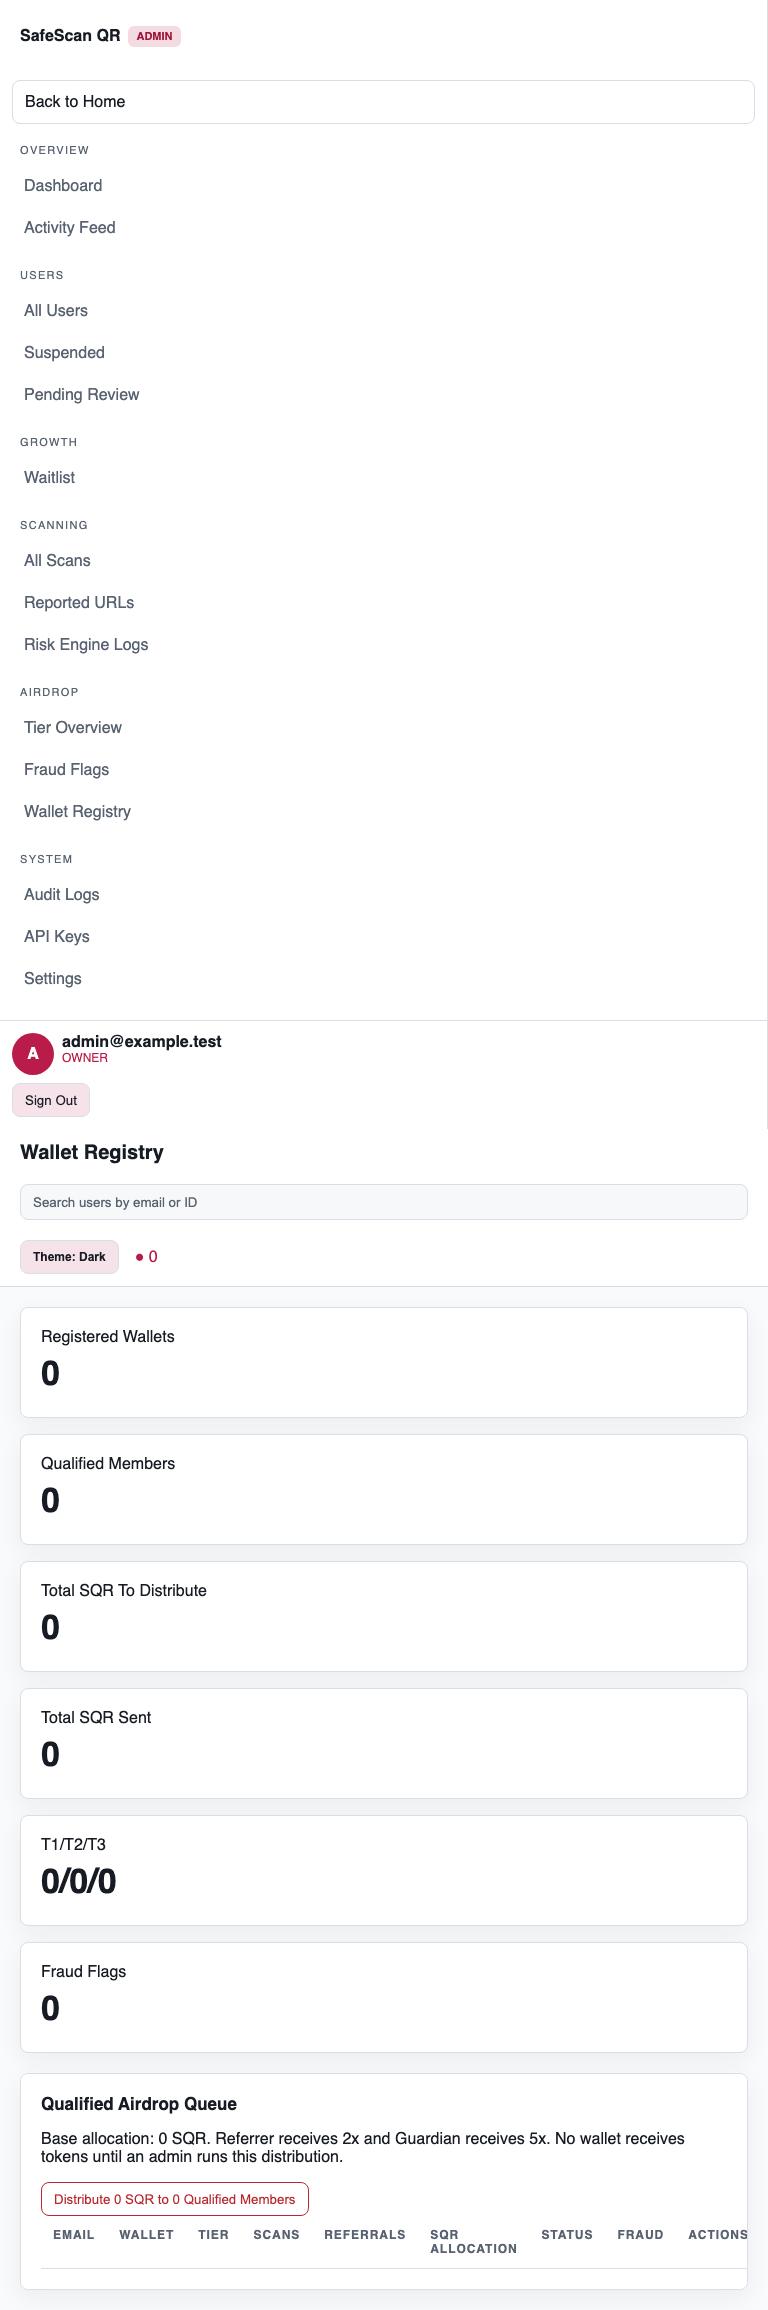 SafeScan QR ADMIN
Back to Home
OVERVIEW
Dashboard
Activity Feed
USERS
All Users
Suspended
Pending Review
GROWTH
Waitlist
SCANNING
All Scans
Reported URLs
Risk Engine Logs
AIRDROP
Tier Overview
Fraud Flags
Wallet Registry
SYSTEM
Audit Logs
API Keys
Settings
A
admin@example.test
OWNER
Sign Out
Wallet Registry
Search users by email or ID
Theme: Dark ● 0
Registered Wallets
0
Qualified Members
0
Total SQR To Distribute
0
Total SQR Sent
0
T1/T2/T3
0/0/0
Fraud Flags
0
Qualified Airdrop Queue
Base allocation: 0 SQR. Referrer receives 2x and Guardian receives 5x. No wallet receives
tokens until an admin runs this distribution.
Distribute 0 SQR to 0 Qualified Members
EMAIL WALLET TIER SCANS REFERRALS SQR ALLOCATION STATUS FRAUD ACTIONS